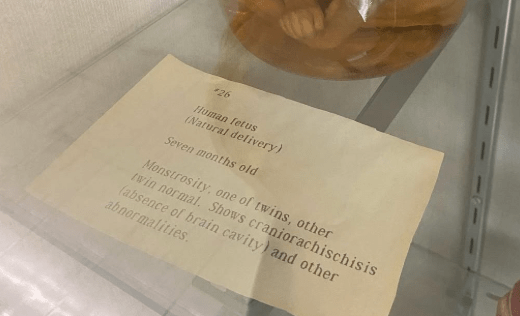 #26
Human fetus
(Natural delivery)
Seven months old
Monstrosity, one of twins, other
twin normal. Shows craniorachischisis
(absence of brain cavity) and other
abnormalities.